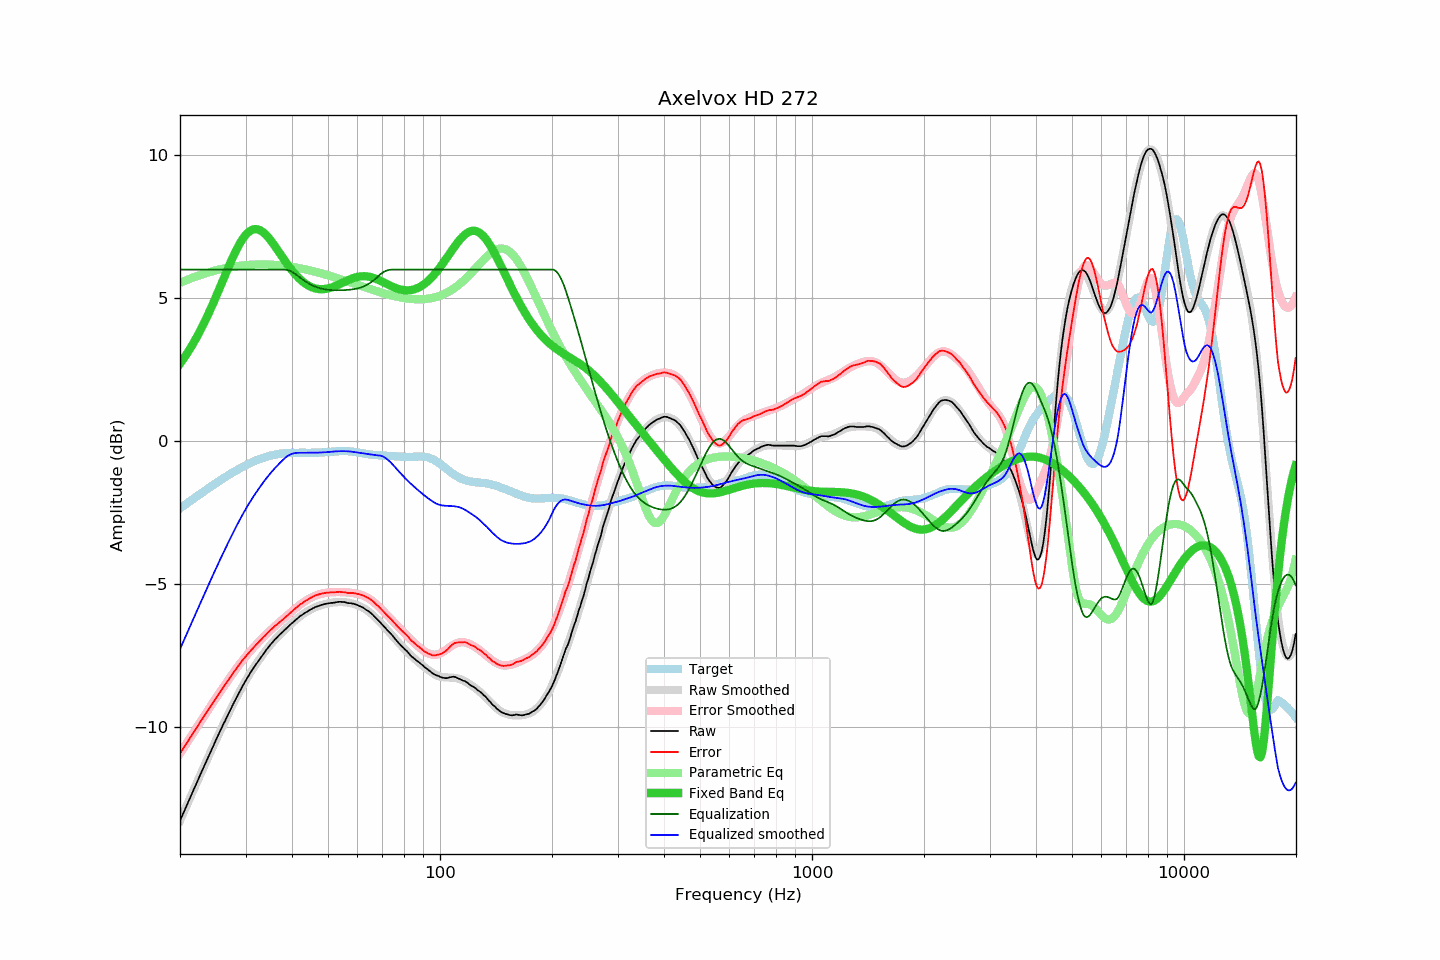 Axelvox HD 272
10
5
0
−5
−10
Amplitude (dBr)
Target
Raw Smoothed
Error Smoothed
Raw
Error
Parametric Eq
Fixed Band Eq
Equalization
Equalized smoothed
100
1000
10000
Frequency (Hz)